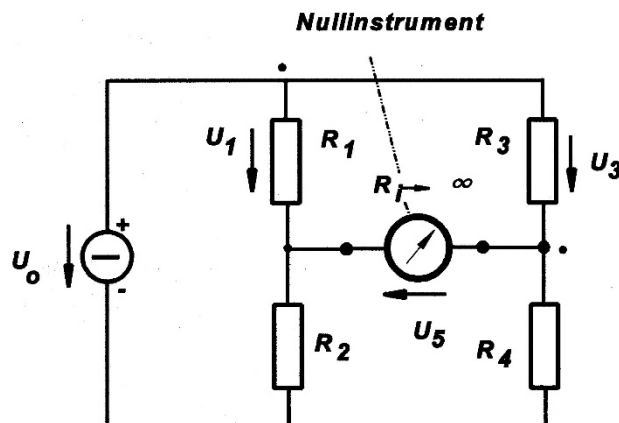 Nullinstrument
U1
R1
R3
U3
Ri → ∞
+
-
Uo
U5
R2
R4